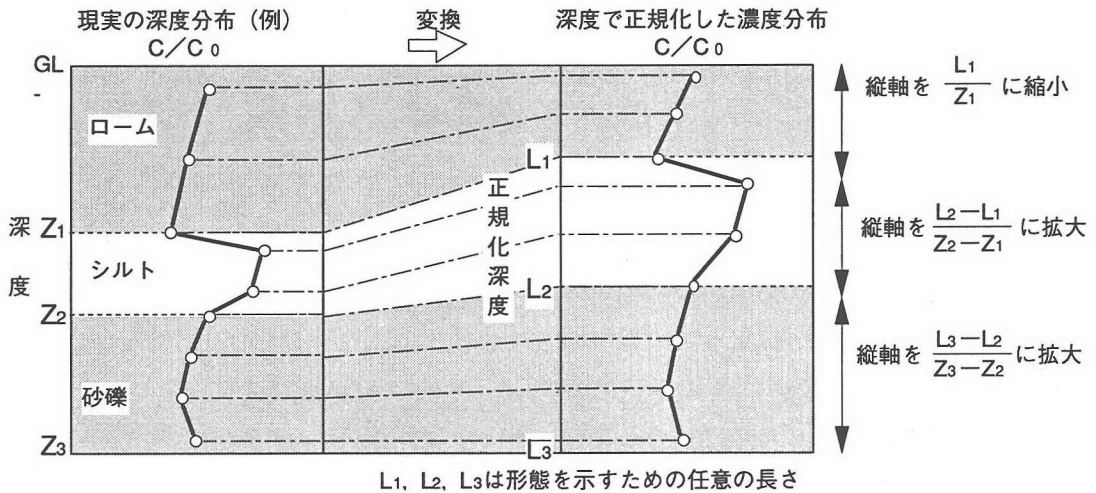 現実の深度分布（例）
C／C0
変換
深度で正規化した濃度分布
C／C0
GL
-
ローム
深度
Z1
シルト
Z2
砂礫
Z3
正規化深度
L1
L2
L3
縦軸を L1/Z1 に縮小
縦軸を L2－L1/Z2－Z1 に拡大
縦軸を L3－L2/Z3－Z2 に拡大
L1, L2, L3は形態を示すための任意の長さ